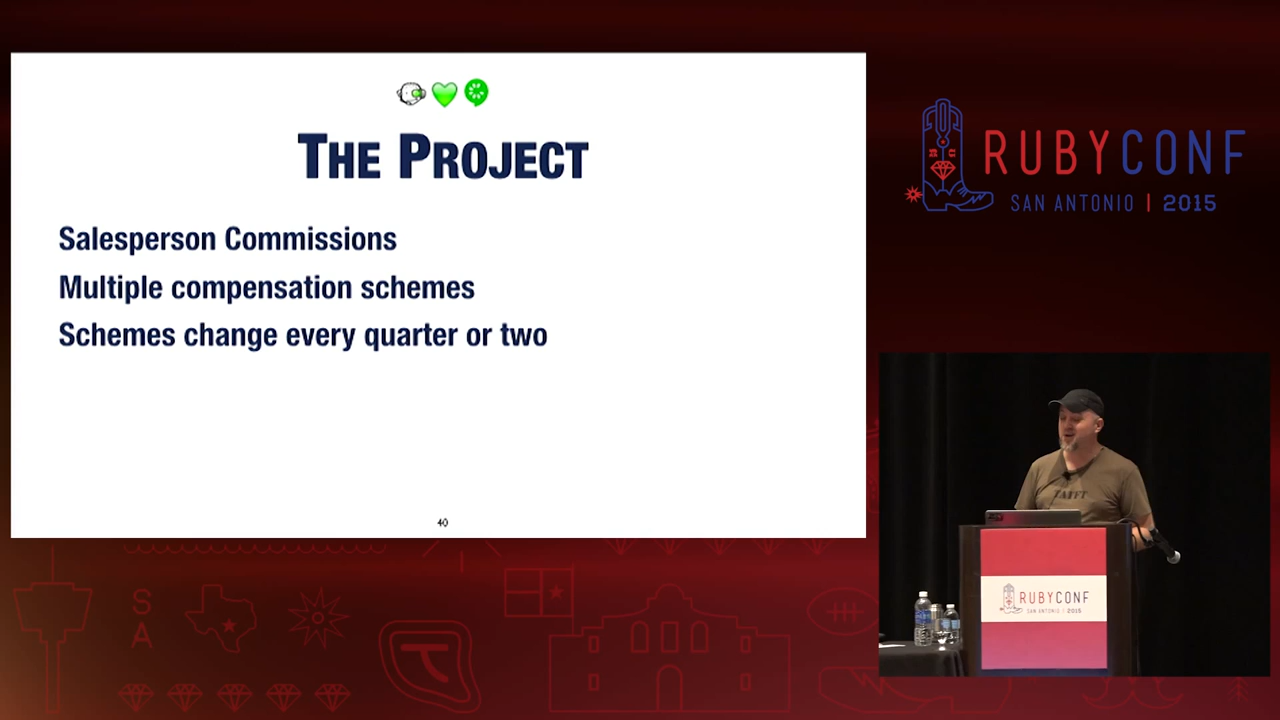 THE PROJECT
Salesperson Commissions
Multiple compensation schemes
Schemes change every quarter or two
40
RUBYCONF
SAN ANTONIO | 2015
TATFT
RUBYCONF
SAN ANTONIO | 2015
S
A